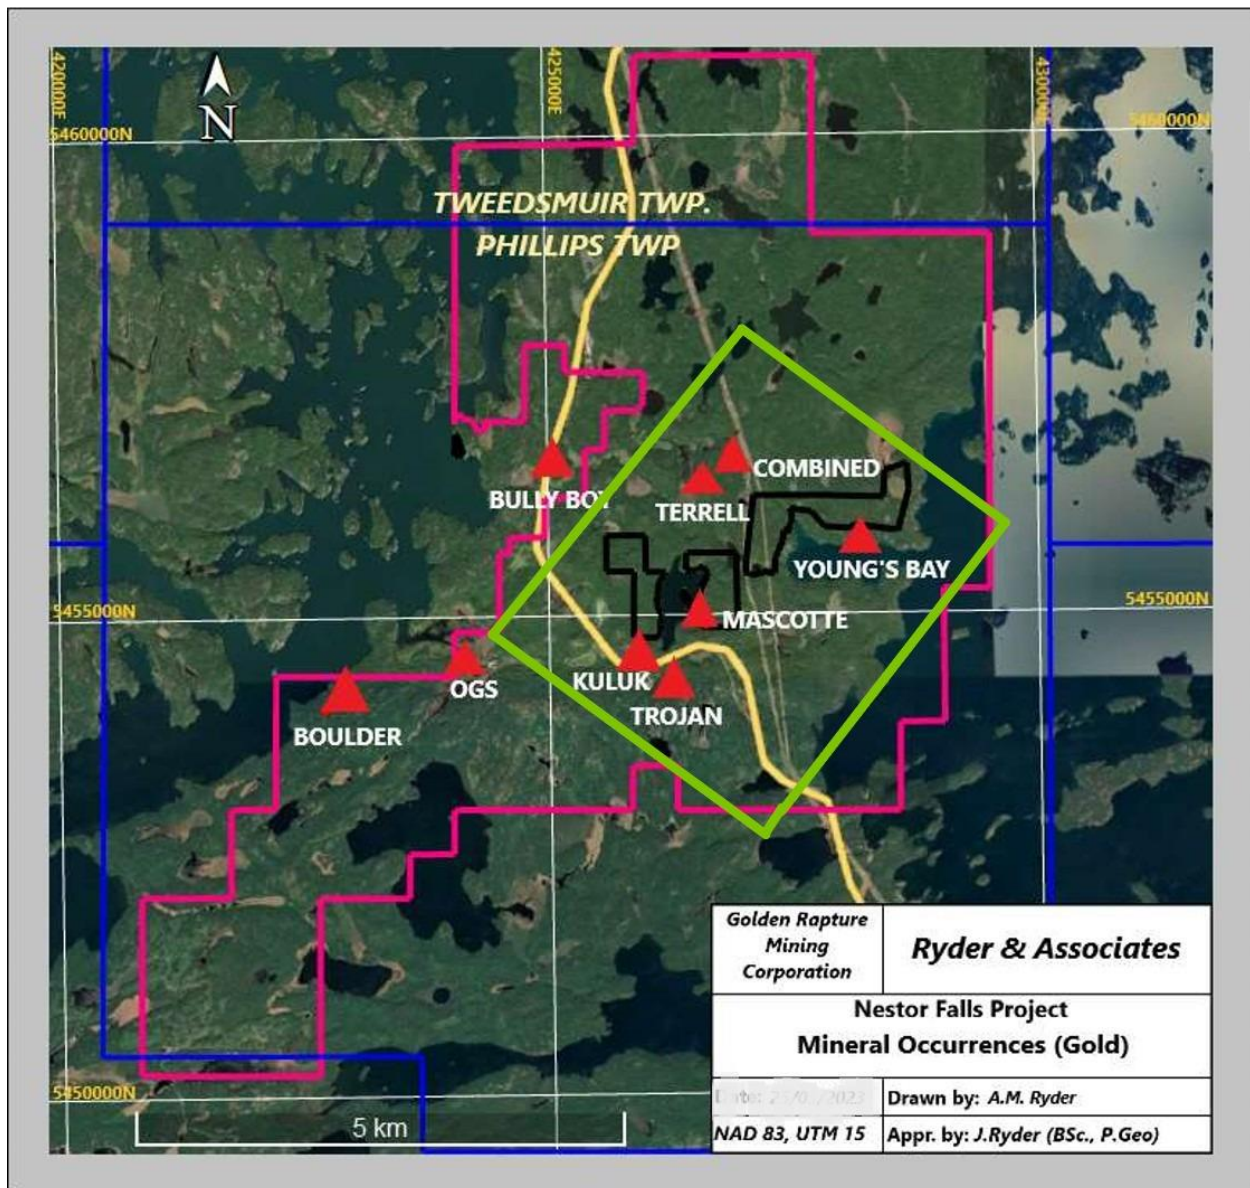 420000E
425000E
430000E
N
5460000N
5460000N
TWEEDSMUIR TWP.
PHILLIPS TWP
COMBINED
BULLY BOY
TERRELL
YOUNG'S BAY
5455000N
5455000N
MASCOTTE
KULUK
OGS
TROJAN
BOULDER
Golden Rapture
Mining
Corporation
Ryder & Associates
Nestor Falls Project
Mineral Occurrences (Gold)
5450000N
Date:
Drawn by: A.M. Ryder
5 km
NAD 83, UTM 15
Appr. by: J.Ryder (BSc., P.Geo)